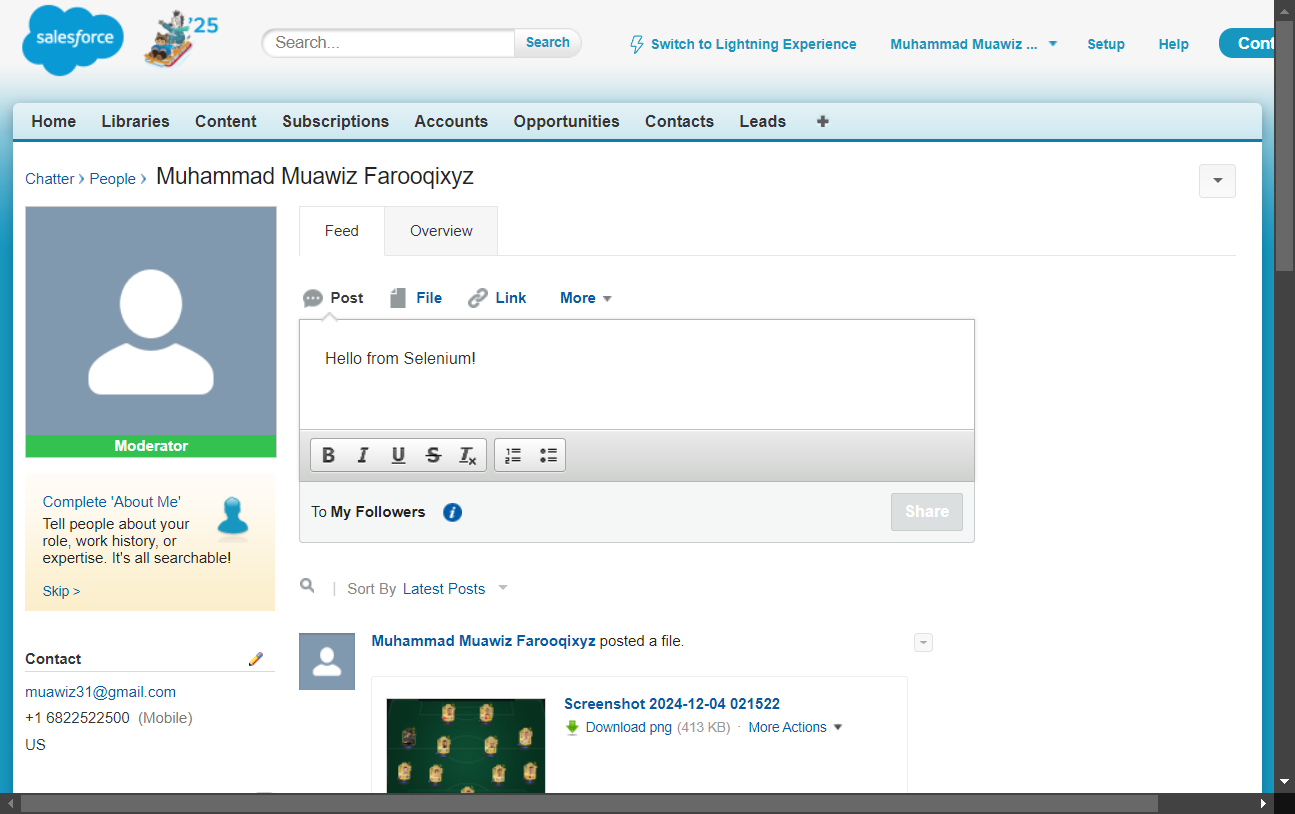 salesforce
'25
Search...
Search
Switch to Lightning Experience
Muhammad Muawiz ...
Setup
Help
Cont
Home
Libraries
Content
Subscriptions
Accounts
Opportunities
Contacts
Leads
Chatter › People › Muhammad Muawiz Farooqixyz
Feed
Overview
Post
File
Link
More
Hello from Selenium!
B I U S Tx
To My Followers
Share
Moderator
Complete 'About Me'
Tell people about your
role, work history, or
expertise. It's all searchable!
Skip >
Sort By Latest Posts
Muhammad Muawiz Farooqixyz posted a file.
Screenshot 2024-12-04 021522
Download png (413 KB) · More Actions
Contact
muawiz31@gmail.com
+1 6822522500 (Mobile)
US